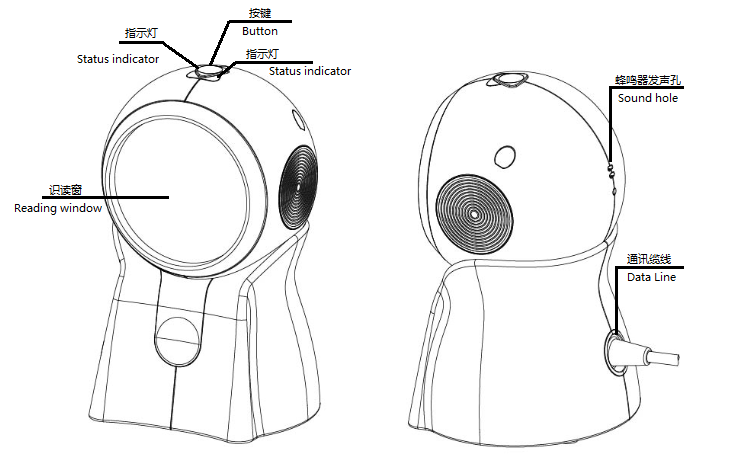 按键
Button
指示灯
Status indicator
指示灯
Status indicator
识读窗
Reading window
蜂鸣器发声孔
Sound hole
通讯缆线
Data Line